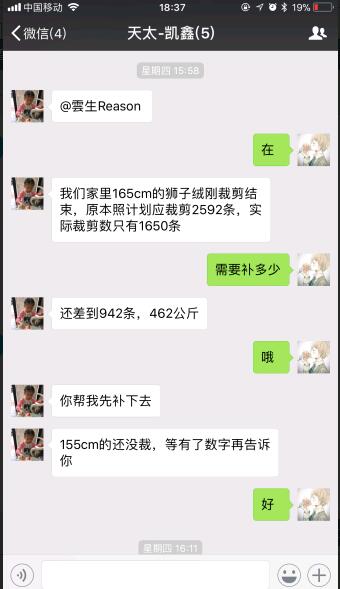 中国移动 18:37 19%
微信(4) 天太-凯鑫(5)
星期四 15:58
@雲生Reason
在
我们家里165cm的狮子绒刚裁剪结
束，原本照计划应裁剪2592条，实
际裁剪数只有1650条
需要补多少
还差到942条，462公斤
哦
你帮我先补下去
155cm的还没裁，等有了数字再告诉
你
好
星期四 16:11